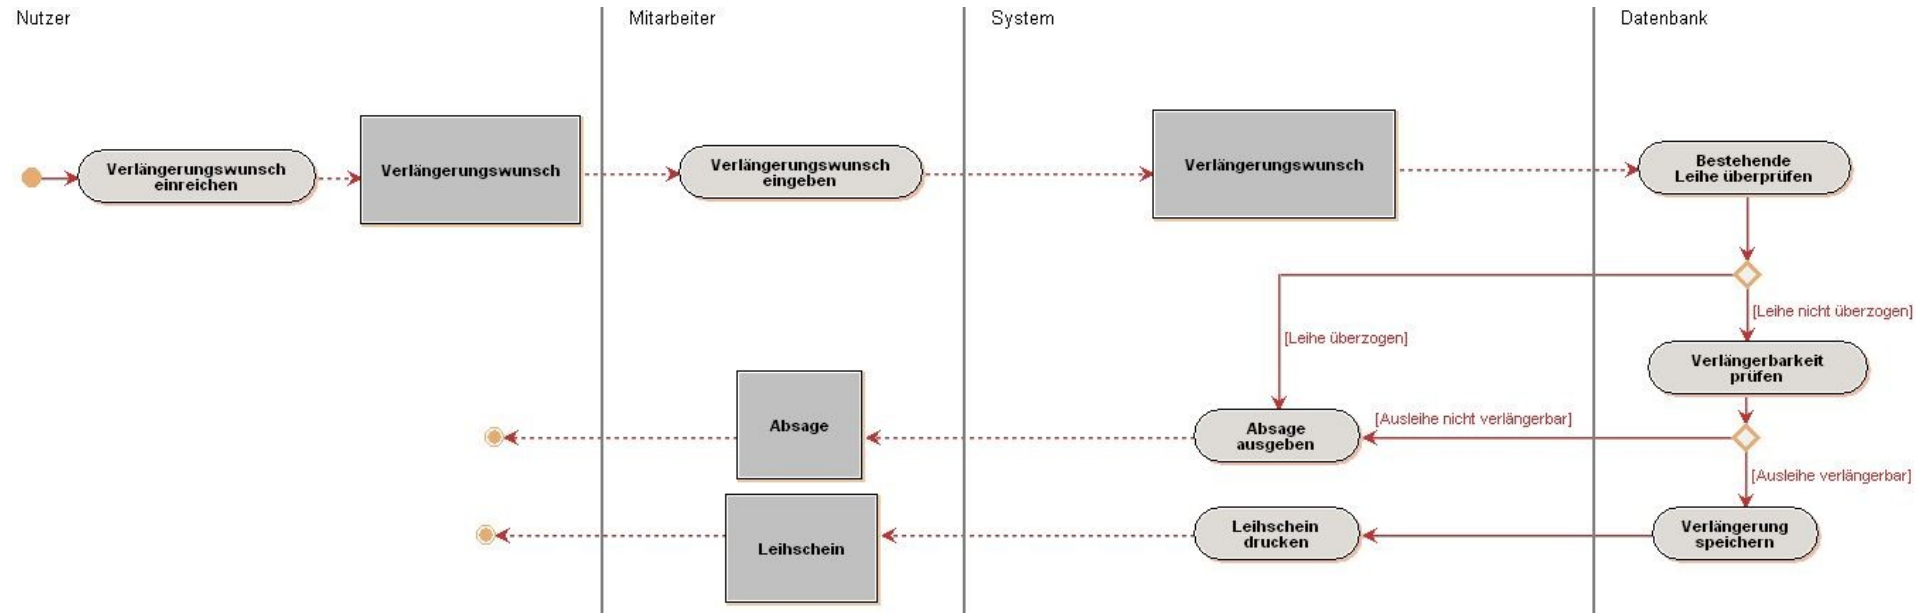 Nutzer
Mitarbeiter
System
Datenbank
Verlängerungswunsch
einreichen
Verlängerungswunsch
Verlängerungswunsch
eingeben
Verlängerungswunsch
Bestehende
Leihe überprüfen
[Leihe nicht überzogen]
[Leihe überzogen]
Verlängerbarkeit
prüfen
Absage
Absage
ausgeben
[Ausleihe nicht verlängerbar]
[Ausleihe verlängerbar]
Leihschein
Leihschein
drucken
Verlängerung
speichern